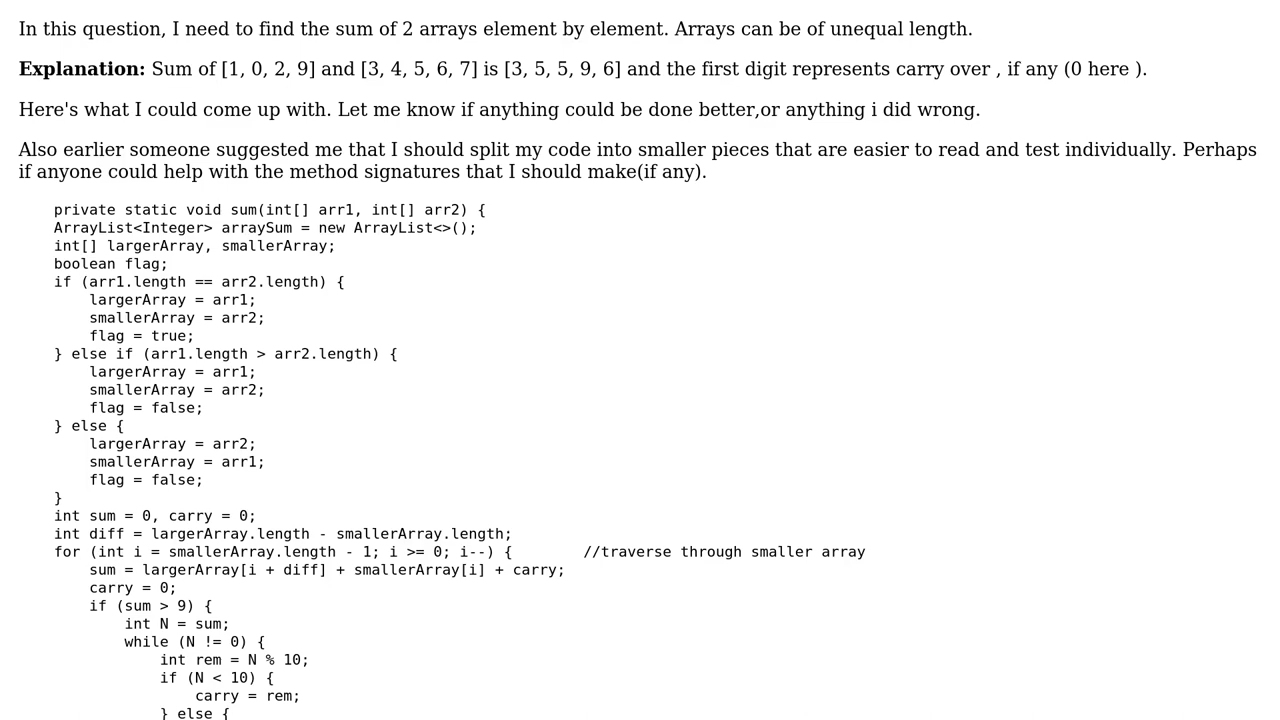 In this question, I need to find the sum of 2 arrays element by element. Arrays can be of unequal length.
Explanation: Sum of [1, 0, 2, 9] and [3, 4, 5, 6, 7] is [3, 5, 5, 9, 6] and the first digit represents carry over , if any (0 here ).
Here's what I could come up with. Let me know if anything could be done better,or anything i did wrong.
Also earlier someone suggested me that I should split my code into smaller pieces that are easier to read and test individually. Perhaps
if anyone could help with the method signatures that I should make(if any).
private static void sum(int[] arr1, int[] arr2) {
ArrayList<Integer> arraySum = new ArrayList<>();
int[] largerArray, smallerArray;
boolean flag;
if (arr1.length == arr2.length) {
    largerArray = arr1;
    smallerArray = arr2;
    flag = true;
} else if (arr1.length > arr2.length) {
    largerArray = arr1;
    smallerArray = arr2;
    flag = false;
} else {
    largerArray = arr2;
    smallerArray = arr1;
    flag = false;
}
int sum = 0, carry = 0;
int diff = largerArray.length - smallerArray.length;
for (int i = smallerArray.length - 1; i >= 0; i--) {        //traverse through smaller array
    sum = largerArray[i + diff] + smallerArray[i] + carry;
    carry = 0;
    if (sum > 9) {
        int N = sum;
        while (N != 0) {
            int rem = N % 10;
            if (N < 10) {
                carry = rem;
            } else {